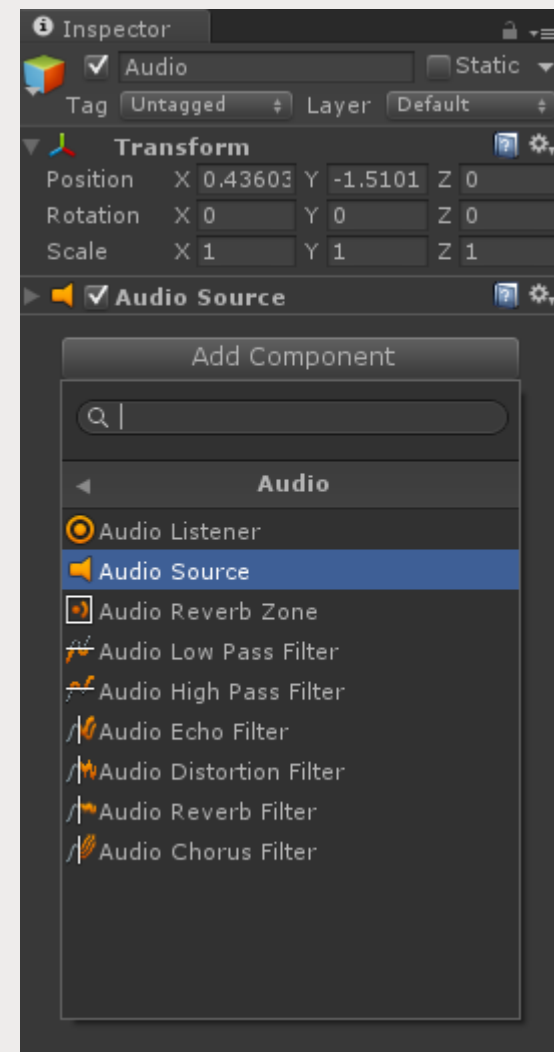 Inspector
Audio Static
Tag Untagged Layer Default
Transform
Position X 0.43603 Y -1.5101 Z 0
Rotation X 0 Y 0 Z 0
Scale X 1 Y 1 Z 1
Audio Source
Add Component
Audio
Audio Listener
Audio Source
Audio Reverb Zone
Audio Low Pass Filter
Audio High Pass Filter
Audio Echo Filter
Audio Distortion Filter
Audio Reverb Filter
Audio Chorus Filter